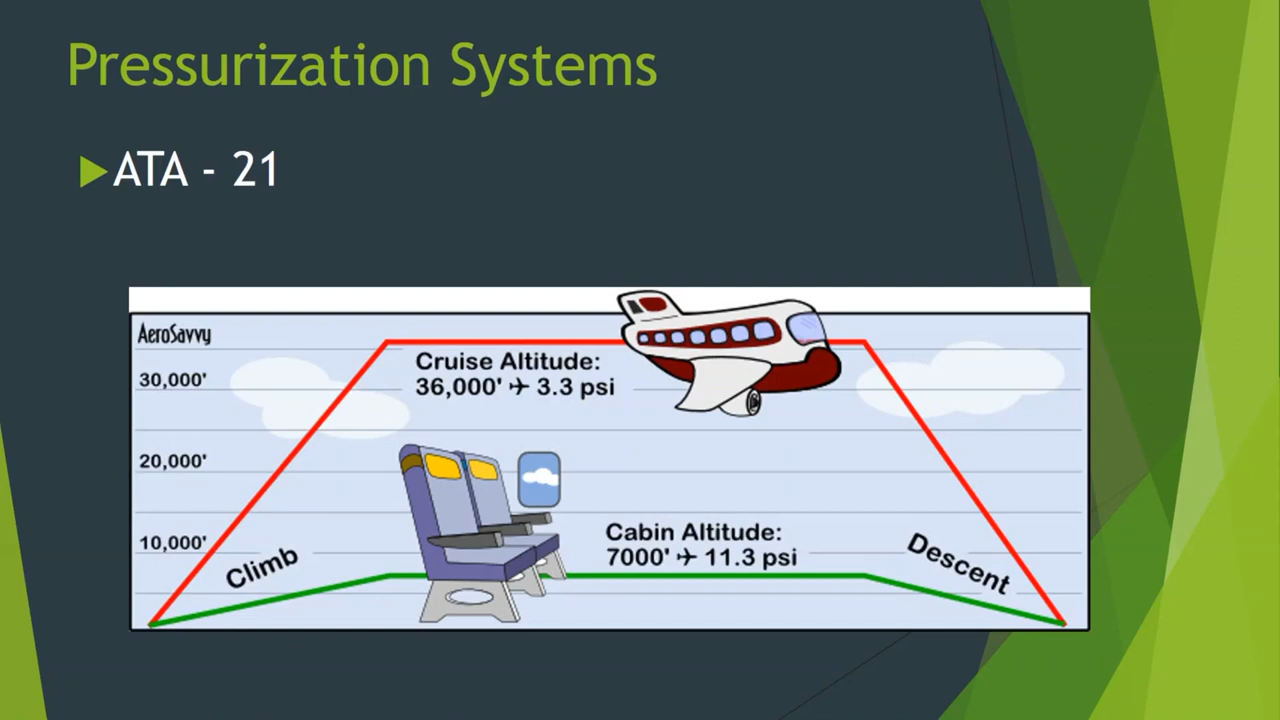 Pressurization Systems
ATA - 21
AeroSavvy
Cruise Altitude:
30,000'
36,000' ✈ 3.3 psi
20,000'
Cabin Altitude:
10,000'
7000' ✈ 11.3 psi
Climb
Descent